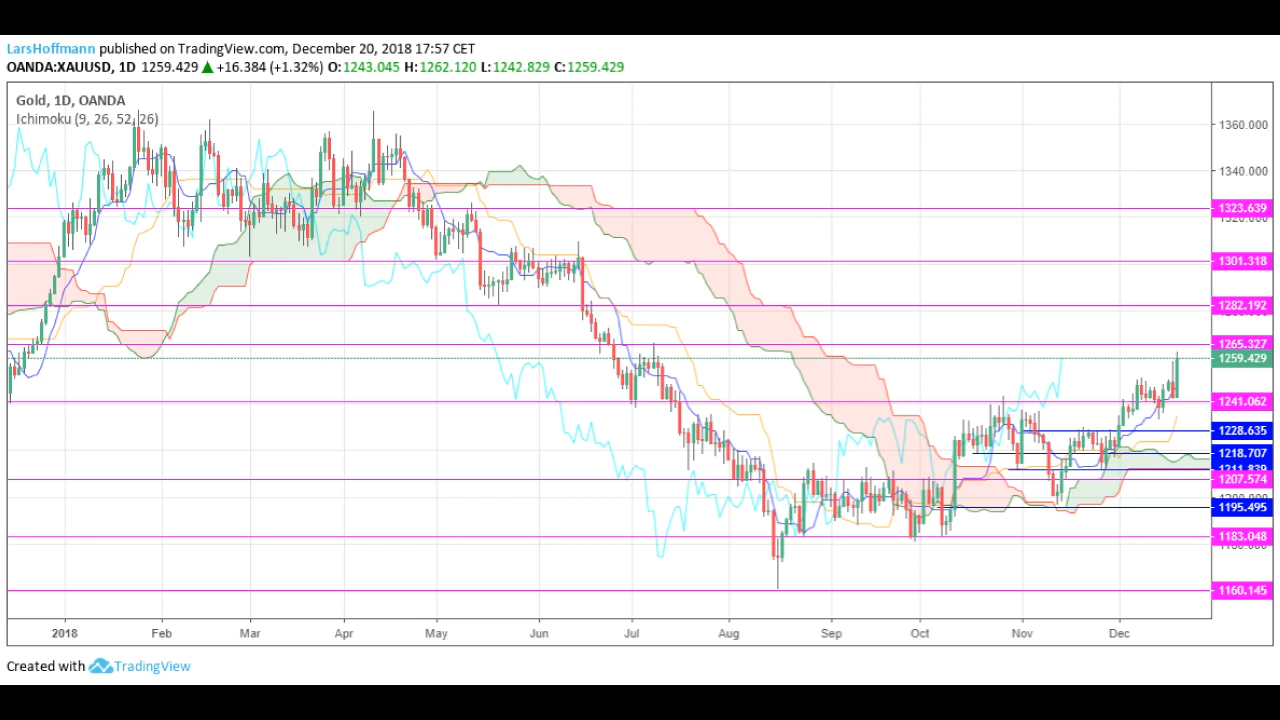 LarsHoffmann published on TradingView.com, December 20, 2018 17:57 CET
OANDA:XAUUSD, 1D 1259.429 ▲ +16.384 (+1.32%) O:1243.045 H:1262.120 L:1242.829 C:1259.429
Gold, 1D, OANDA
Ichimoku (9, 26, 52, 26)
1360.000
1340.000
1323.639
1301.318
1282.192
1265.327
1259.429
1241.062
1228.635
1218.707
1207.574
1195.495
1183.048
1160.145
2018 Feb Mar Apr May Jun Jul Aug Sep Oct Nov Dec
Created with TradingView